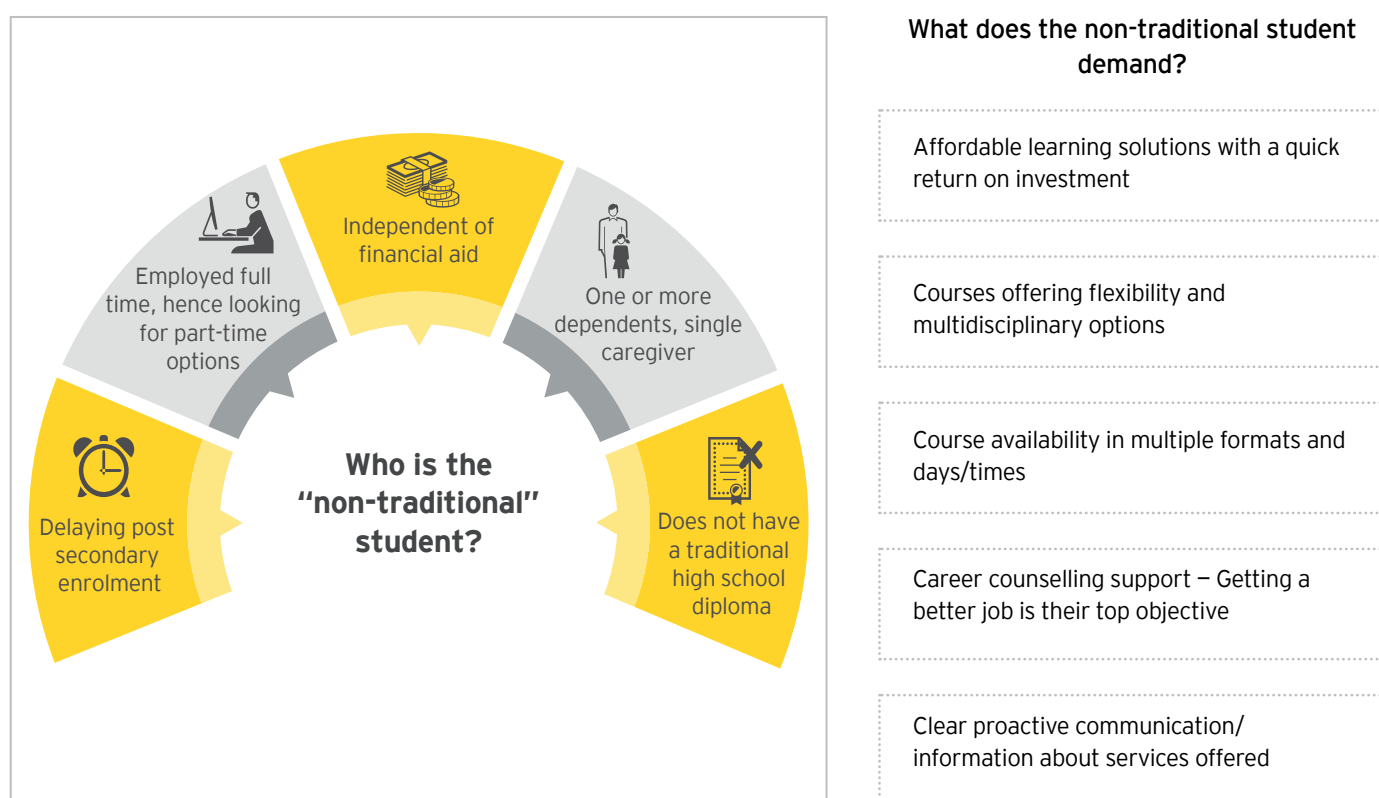 Who is the
“non-traditional”
student?
Delaying post
secondary
enrolment
Employed full
time, hence looking
for part-time
options
Independent of
financial aid
One or more
dependents, single
caregiver
Does not have
a traditional
high school
diploma
What does the non-traditional student
demand?
Affordable learning solutions with a quick
return on investment
Courses offering flexibility and
multidisciplinary options
Course availability in multiple formats and
days/times
Career counselling support – Getting a
better job is their top objective
Clear proactive communication/
information about services offered